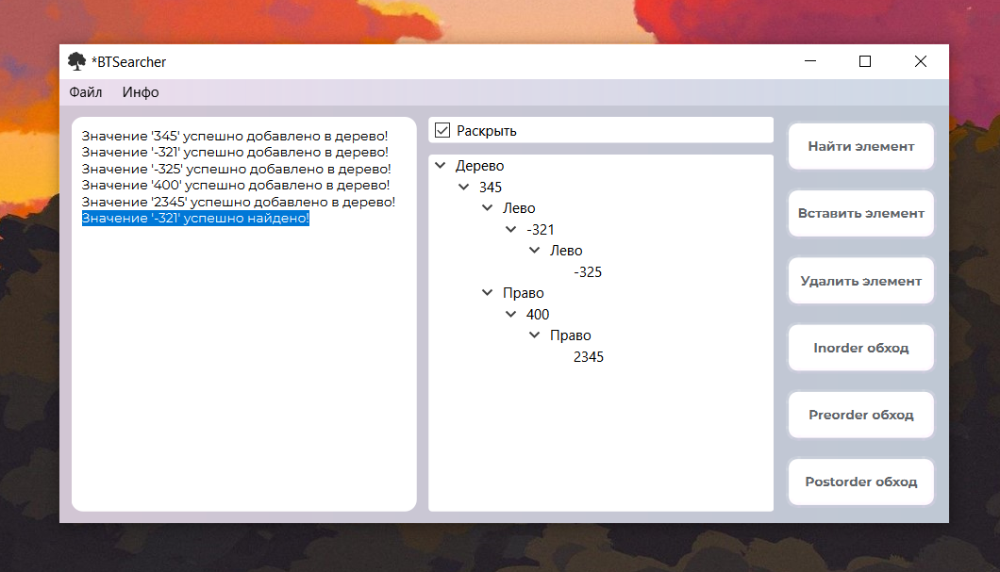 *BTSearcher
Файл Инфо
Значение '345' успешно добавлено в дерево!
Значение '-321' успешно добавлено в дерево!
Значение '-325' успешно добавлено в дерево!
Значение '400' успешно добавлено в дерево!
Значение '2345' успешно добавлено в дерево!
Значение '-321' успешно найдено!
Раскрыть
Дерево
345
Лево
-321
Лево
-325
Право
400
Право
2345
Найти элемент
Вставить элемент
Удалить элемент
Inorder обход
Preorder обход
Postorder обход